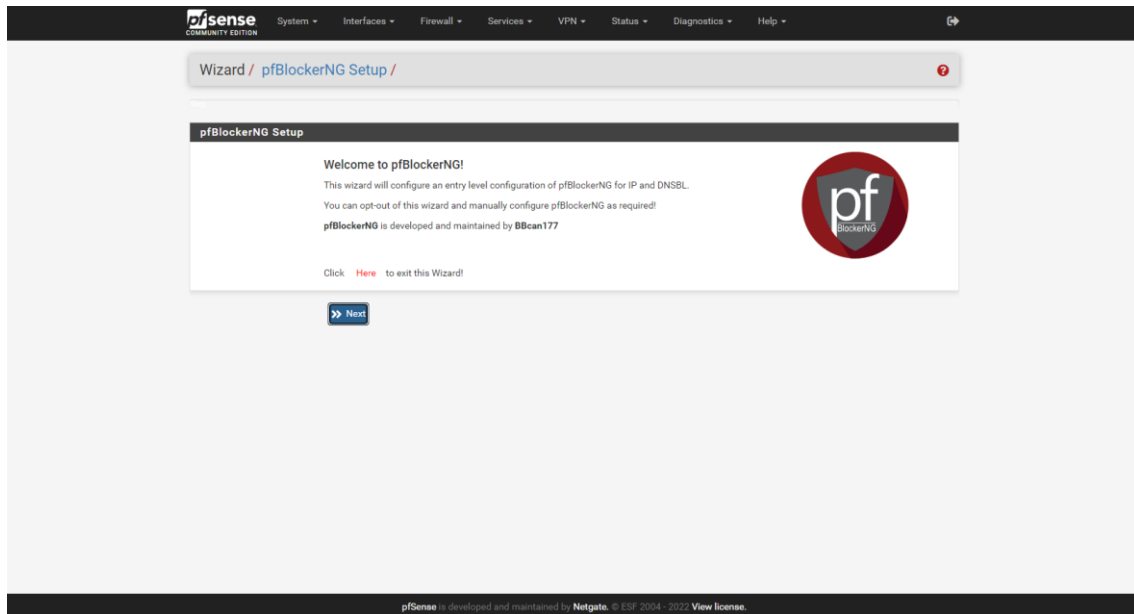 pfsense
COMMUNITY EDITION
System Interfaces Firewall Services VPN Status Diagnostics Help
Wizard / pfBlockerNG Setup /
pfBlockerNG Setup
Welcome to pfBlockerNG!
This wizard will configure an entry level configuration of pfBlockerNG for IP and DNSBL.
You can opt-out of this wizard and manually configure pfBlockerNG as required!
pfBlockerNG is developed and maintained by BBcan177
Click Here to exit this Wizard!
pf
BlockerNG
Next
pfSense is developed and maintained by Netgate. © ESF 2004 - 2022 View license.